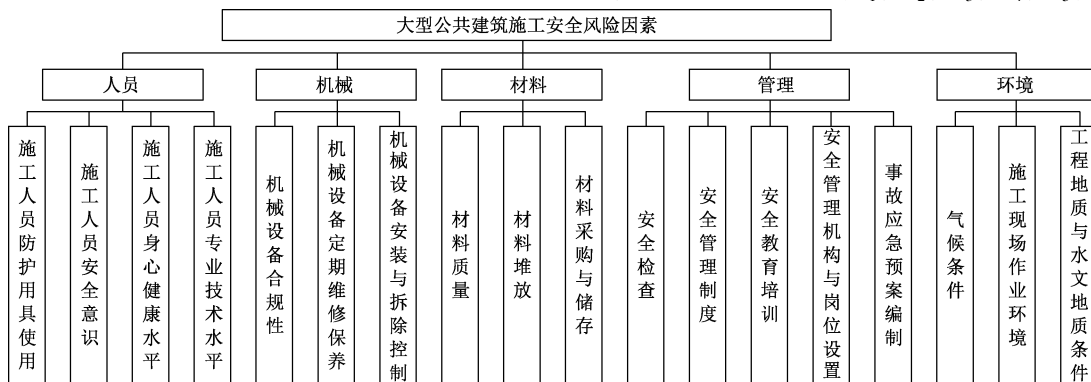 大型公共建筑施工安全风险因素
人员
机械
材料
管理
环境
施工人员防护用具使用
施工人员安全意识
施工人员身心健康水平
施工人员专业技术水平
机械设备合规性
机械设备定期维修保养
机械设备安装与拆除控制
材料质量
材料堆放
材料采购与储存
安全检查
安全管理制度
安全教育培训
安全管理机构与岗位设置
事故应急预案编制
气候条件
施工现场作业环境
工程地质与水文地质条件